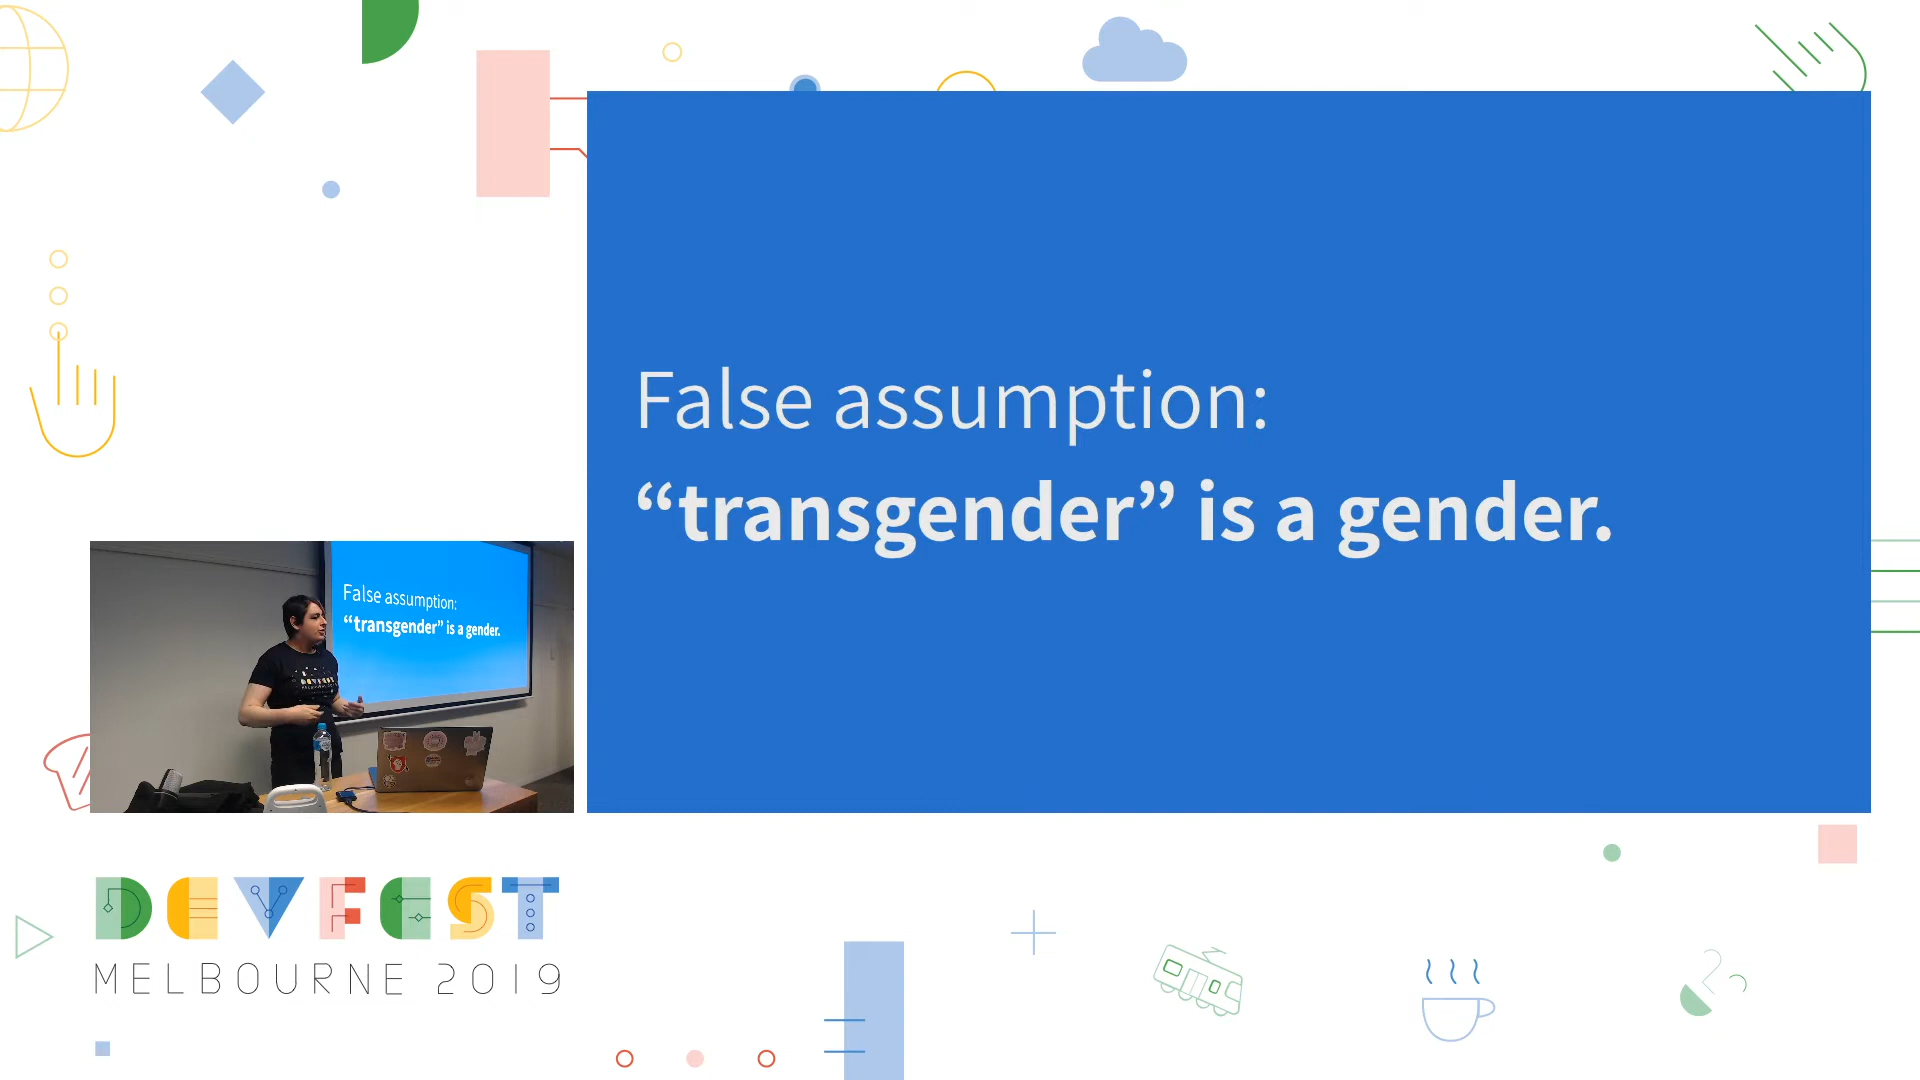 False assumption:
“transgender” is a gender.
False assumption:
“transgender” is a gender.
DEVFEST
MELBOURNE 2019